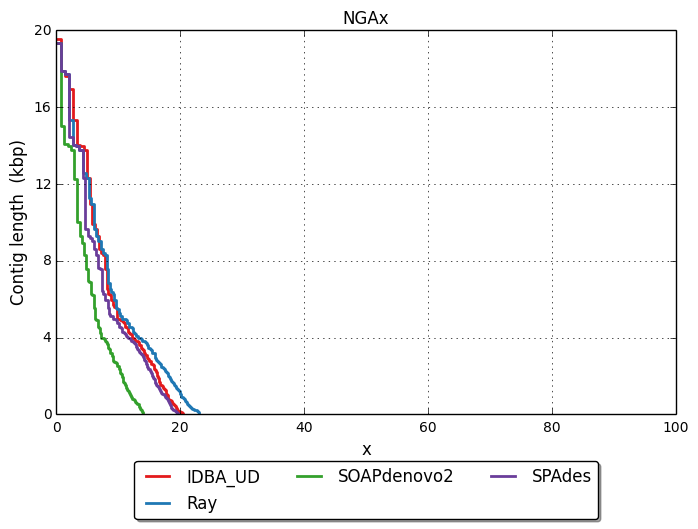 NGAx
20
16
12
8
4
0
Contig length  (kbp)
0 20 40 60 80 100
x
IDBA_UD SOAPdenovo2 SPAdes
Ray